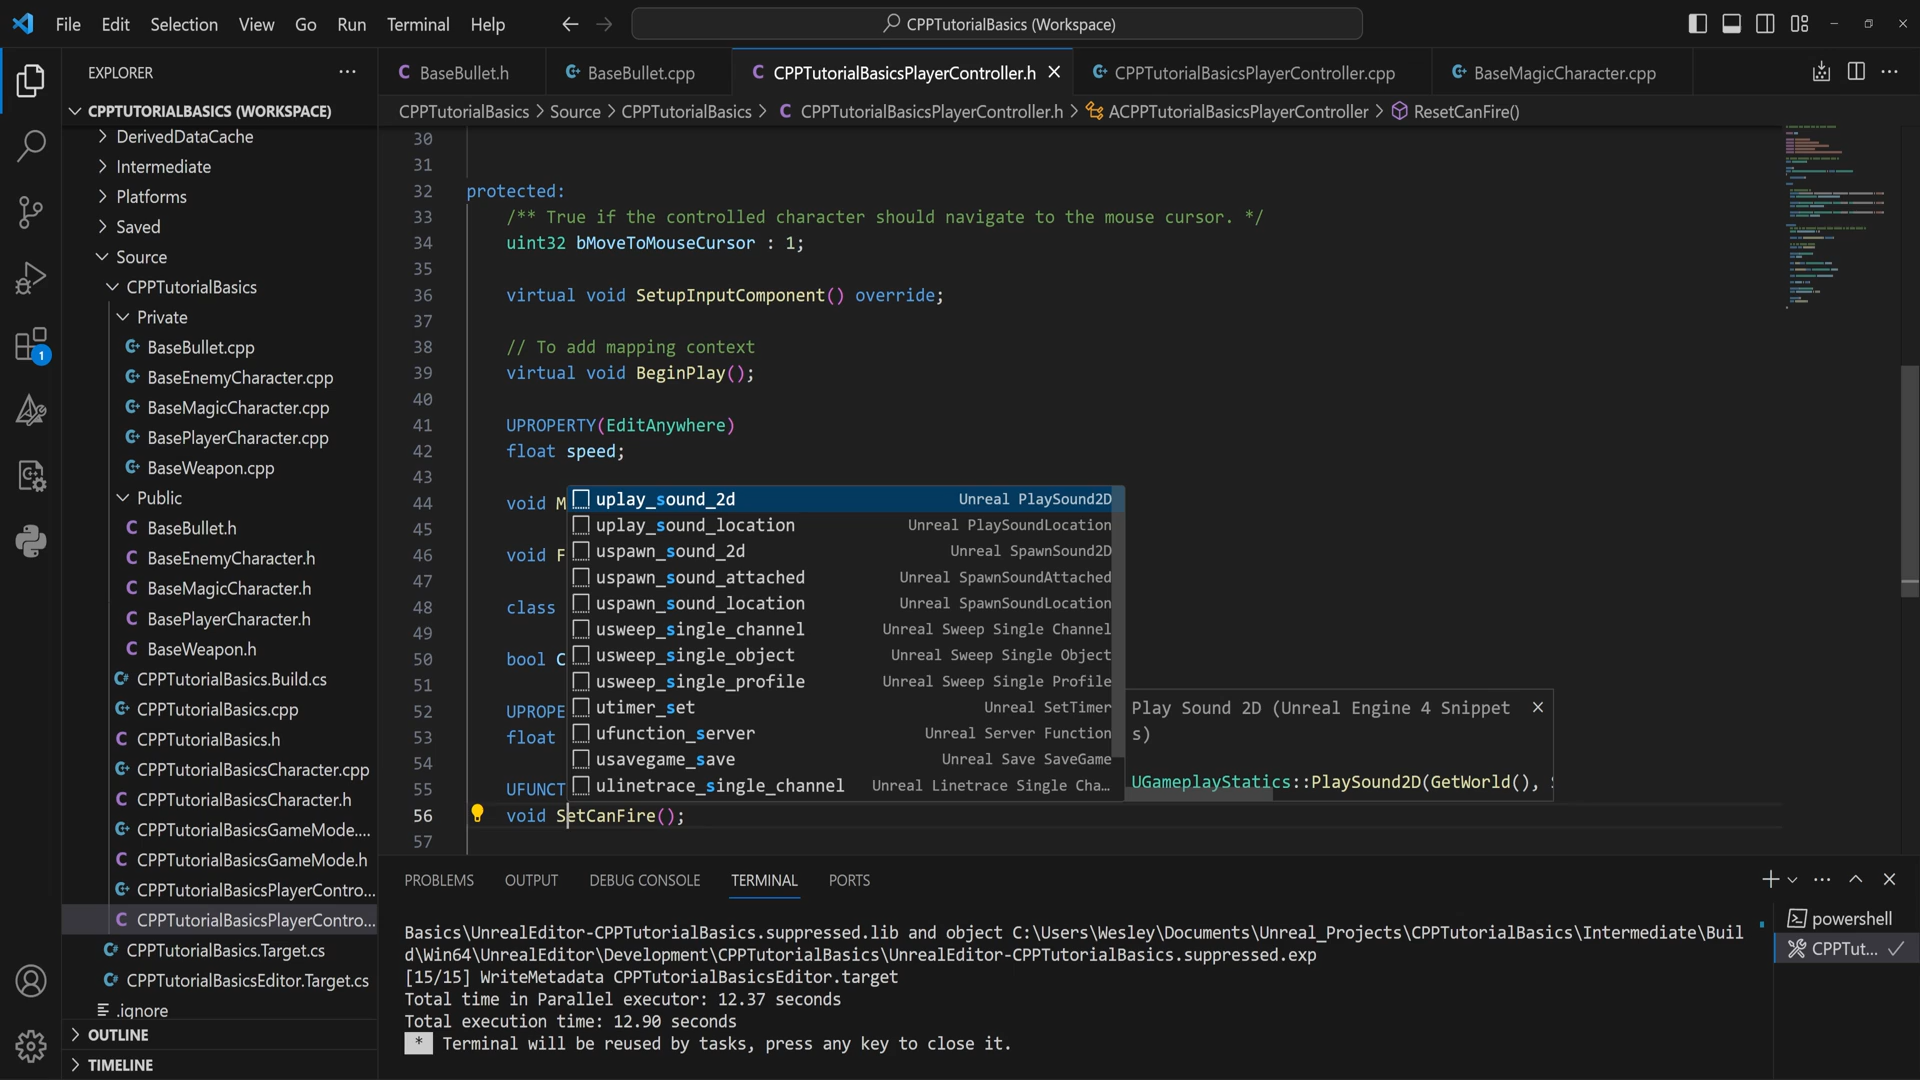 File Edit Selection View Go Run Terminal Help
CPPTutorialBasics (Workspace)
EXPLORER
BaseBullet.h
BaseBullet.cpp
CPPTutorialBasicsPlayerController.h
CPPTutorialBasicsPlayerController.cpp
BaseMagicCharacter.cpp
CPPTutorialBasics > Source > CPPTutorialBasics > CPPTutorialBasicsPlayerController.h > ACPPTutorialBasicsPlayerController > ResetCanFire()
CPPTUTORIALBASICS (WORKSPACE)
DerivedDataCache
Intermediate
Platforms
Saved
Source
CPPTutorialBasics
Private
BaseBullet.cpp
BaseEnemyCharacter.cpp
BaseMagicCharacter.cpp
BasePlayerCharacter.cpp
BaseWeapon.cpp
Public
BaseBullet.h
BaseEnemyCharacter.h
BaseMagicCharacter.h
BasePlayerCharacter.h
BaseWeapon.h
CPPTutorialBasics.Build.cs
CPPTutorialBasics.cpp
CPPTutorialBasics.h
CPPTutorialBasicsCharacter.cpp
CPPTutorialBasicsCharacter.h
CPPTutorialBasicsGameMode....
CPPTutorialBasicsGameMode.h
CPPTutorialBasicsPlayerContro...
CPPTutorialBasicsPlayerContro...
CPPTutorialBasics.Target.cs
CPPTutorialBasicsEditor.Target.cs
.ignore
OUTLINE
TIMELINE
1
30
31
32 protected:
33 /** True if the controlled character should navigate to the mouse cursor. */
34 uint32 bMoveToMouseCursor : 1;
35
36 virtual void SetupInputComponent() override;
37
38 // To add mapping context
39 virtual void BeginPlay();
40
41 UPROPERTY(EditAnywhere)
42 float speed;
43
44 void M
45
46 void F
47
48 class
49
50 bool C
51
52 UPROPE
53 float
54
55 UFUNCT
56 void SetCanFire();
57
uplay_sound_2d Unreal PlaySound2D
uplay_sound_location Unreal PlaySoundLocation
uspawn_sound_2d Unreal SpawnSound2D
uspawn_sound_attached Unreal SpawnSoundAttached
uspawn_sound_location Unreal SpawnSoundLocation
usweep_single_channel Unreal Sweep Single Channel
usweep_single_object Unreal Sweep Single Object
usweep_single_profile Unreal Sweep Single Profile
utimer_set Unreal SetTimer
ufunction_server Unreal Server Function
usavegame_save Unreal Save SaveGame
ulinetrace_single_channel Unreal Linetrace Single Cha...
Play Sound 2D (Unreal Engine 4 Snippet
s)
UGameplayStatics::PlaySound2D(GetWorld(),
PROBLEMS OUTPUT DEBUG CONSOLE TERMINAL PORTS
Basics\UnrealEditor-CPPTutorialBasics.suppressed.lib and object C:\Users\Wesley\Documents\Unreal_Projects\CPPTutorialBasics\Intermediate\Buil
d\Win64\UnrealEditor\Development\CPPTutorialBasics\UnrealEditor-CPPTutorialBasics.suppressed.exp
[15/15] WriteMetadata CPPTutorialBasicsEditor.target
Total time in Parallel executor: 12.37 seconds
Total execution time: 12.90 seconds
* Terminal will be reused by tasks, press any key to close it.
powershell
CPPTut...